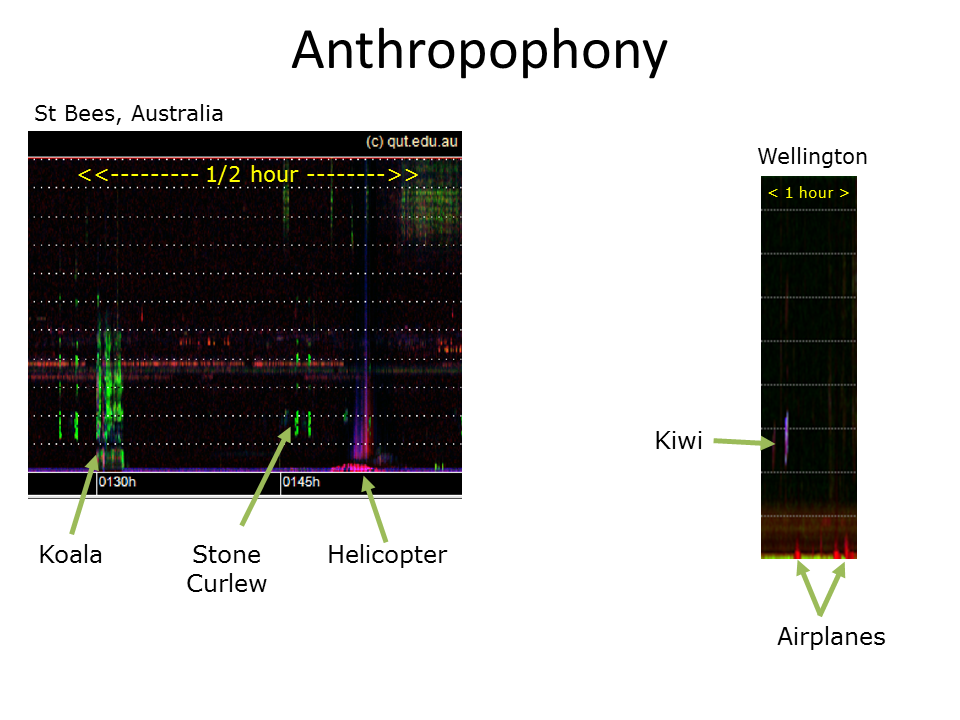 Anthropophony
St Bees, Australia
(c) qut.edu.au
<<--------- 1/2 hour -------->>
0130h
0145h
Koala
Stone
Curlew
Helicopter
Wellington
< 1 hour >
Kiwi
Airplanes